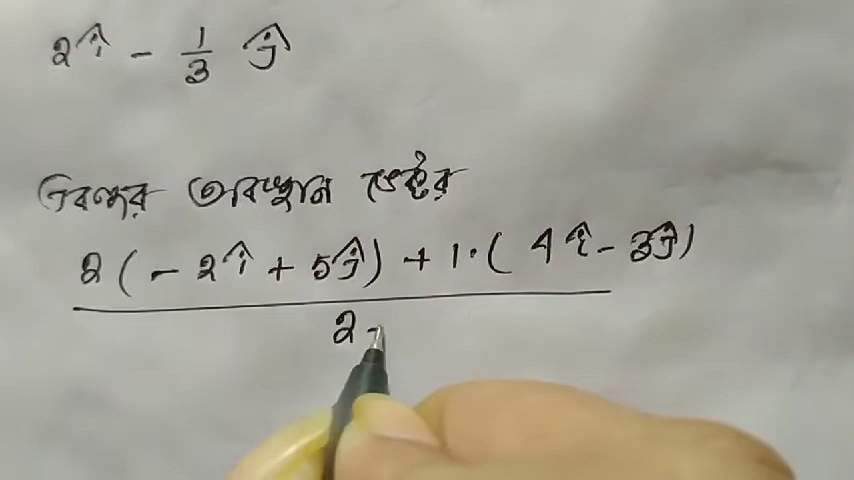 2î - 1/3 ĵ
অবস্থান ভেক্টর
2(-2î + 5ĵ) + 1·(4î - 3ĵ)
2 -